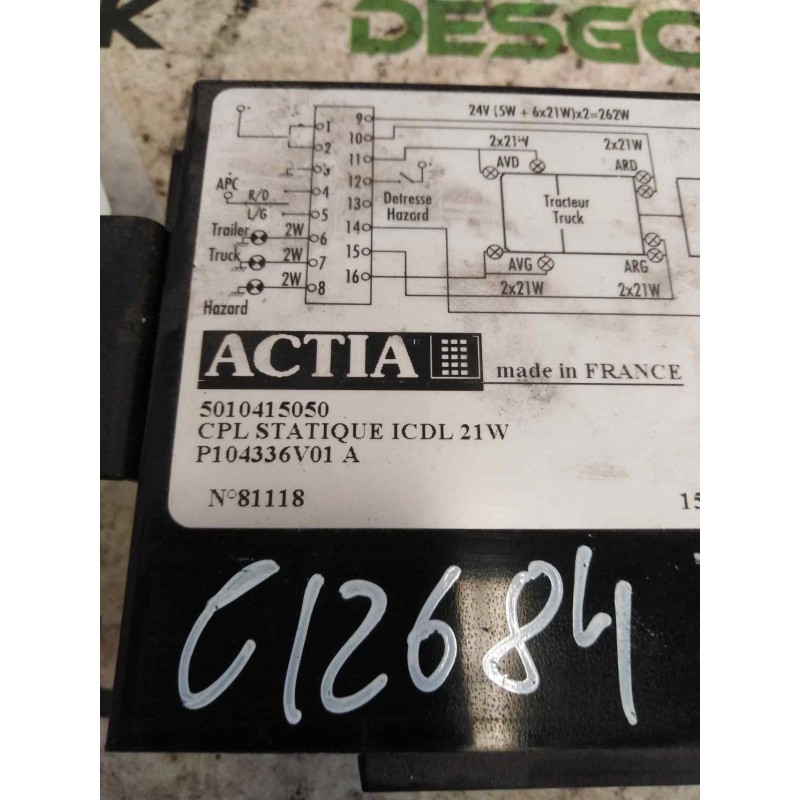 DESGO
24V (5W + 6x21W)x2=262W
1
2
3
4
5
6
7
8
9
10
11
12
13
14
15
16
APC
R/D
L/G
Trailer 2W
Truck 2W
2W
Hazard
Detresse
Hazard
2x21W
AVD
2x21W
ARD
Tracteur
Truck
AVG
2x21W
ARG
2x21W
ACTIA
made in FRANCE
5010415050
CPL STATIQUE ICDL 21W
P104336V01 A
N°81118
15
C12684